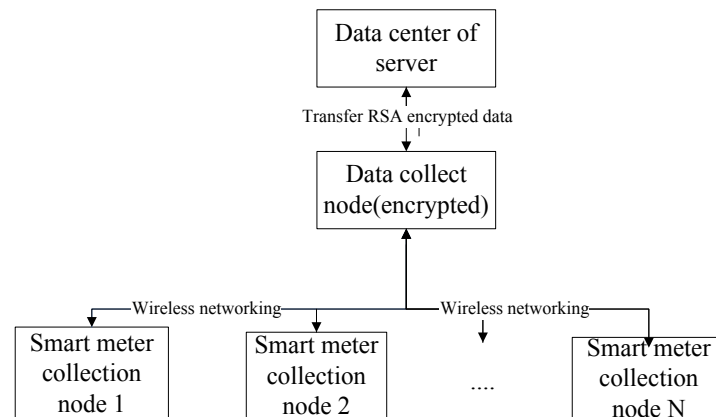 Data center of
server
Transfer RSA encrypted data
Data collect
node(encrypted)
Wireless networking
Wireless networking
Smart meter
collection
node 1
Smart meter
collection
node 2
....
Smart meter
collection
node N